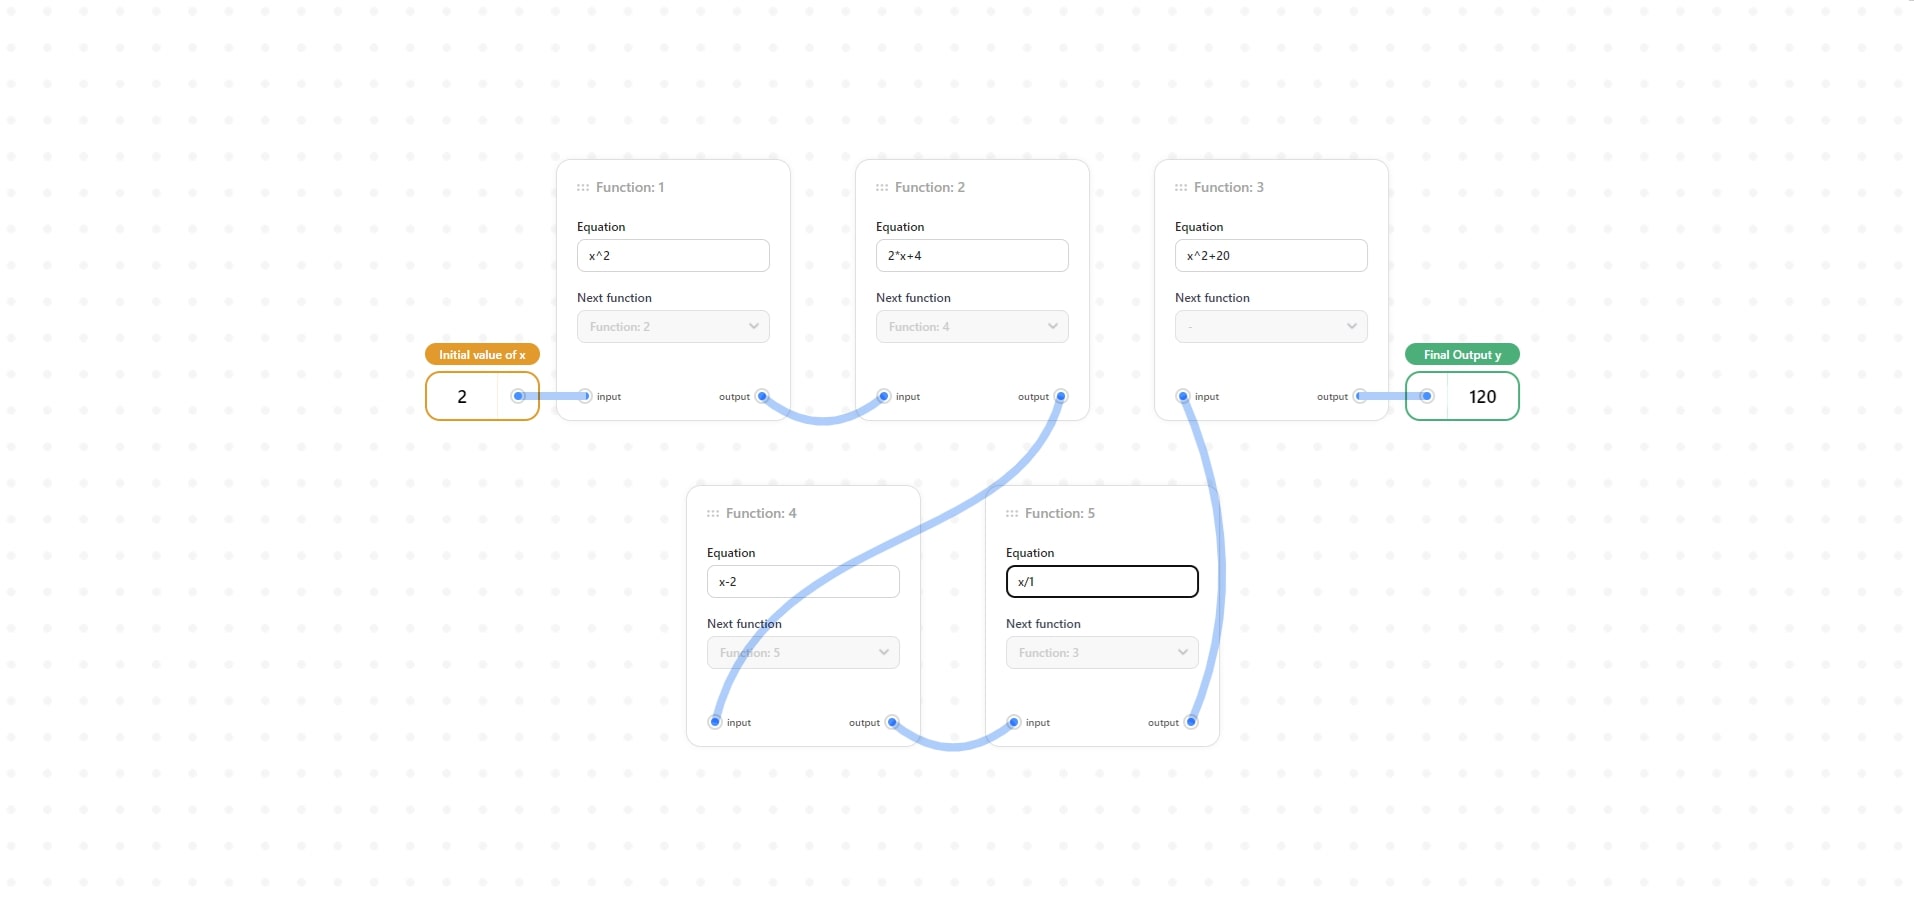 Function: 1
Equation
x^2
Next function
Function: 2
input
output
Function: 2
Equation
2*x+4
Next function
Function: 4
input
output
Function: 3
Equation
x^2+20
Next function
-
input
output
Initial value of x
2
Final Output y
120
Function: 4
Equation
x-2
Next function
Function: 5
input
output
Function: 5
Equation
x/1
Next function
Function: 3
input
output